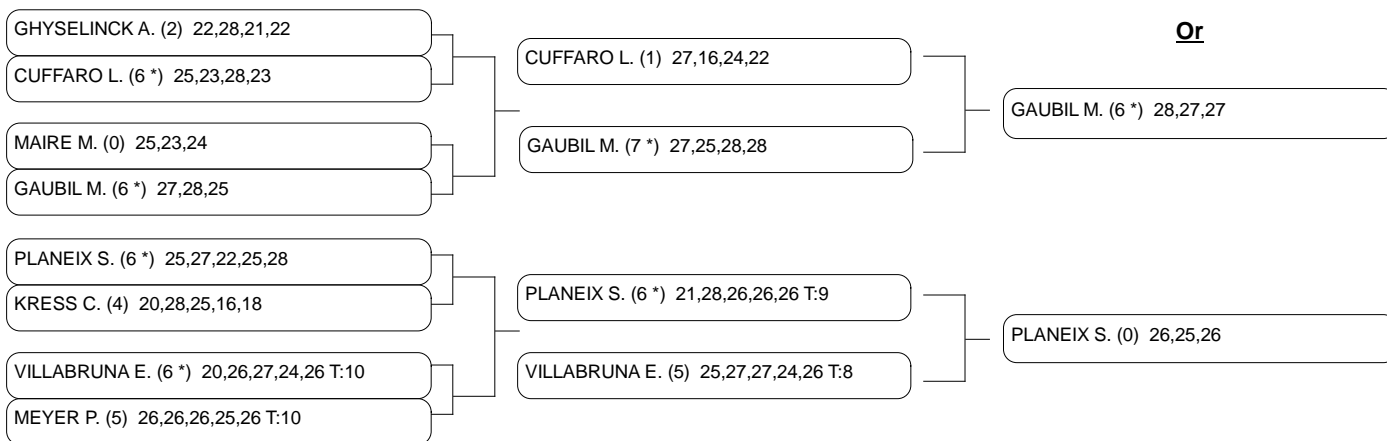 GHYSELINCK A. (2) 22,28,21,22
CUFFARO L. (6 *) 25,23,28,23
MAIRE M. (0) 25,23,24
GAUBIL M. (6 *) 27,28,25
PLANEIX S. (6 *) 25,27,22,25,28
KRESS C. (4) 20,28,25,16,18
VILLABRUNA E. (6 *) 20,26,27,24,26 T:10
MEYER P. (5) 26,26,26,25,26 T:10
CUFFARO L. (1) 27,16,24,22
GAUBIL M. (7 *) 27,25,28,28
PLANEIX S. (6 *) 21,28,26,26,26 T:9
VILLABRUNA E. (5) 25,27,27,24,26 T:8
Or
GAUBIL M. (6 *) 28,27,27
PLANEIX S. (0) 26,25,26